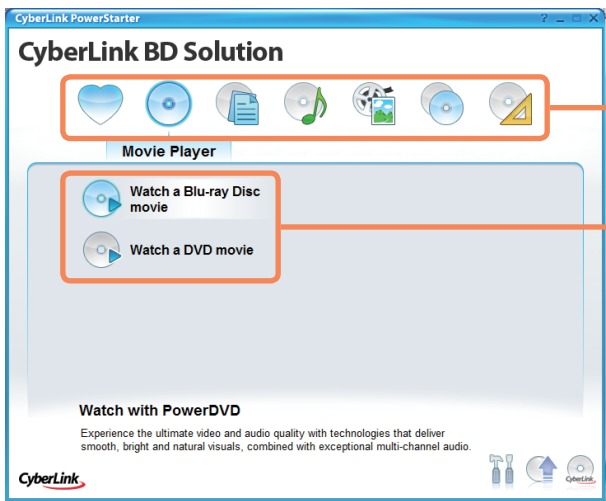 CyberLink PowerStarter
CyberLink BD Solution
Movie Player
Watch a Blu-ray Disc
movie
Watch a DVD movie
Watch with PowerDVD
Experience the ultimate video and audio quality with technologies that deliver
smooth, bright and natural visuals, combined with exceptional multi-channel audio.
CyberLink
CyberLink